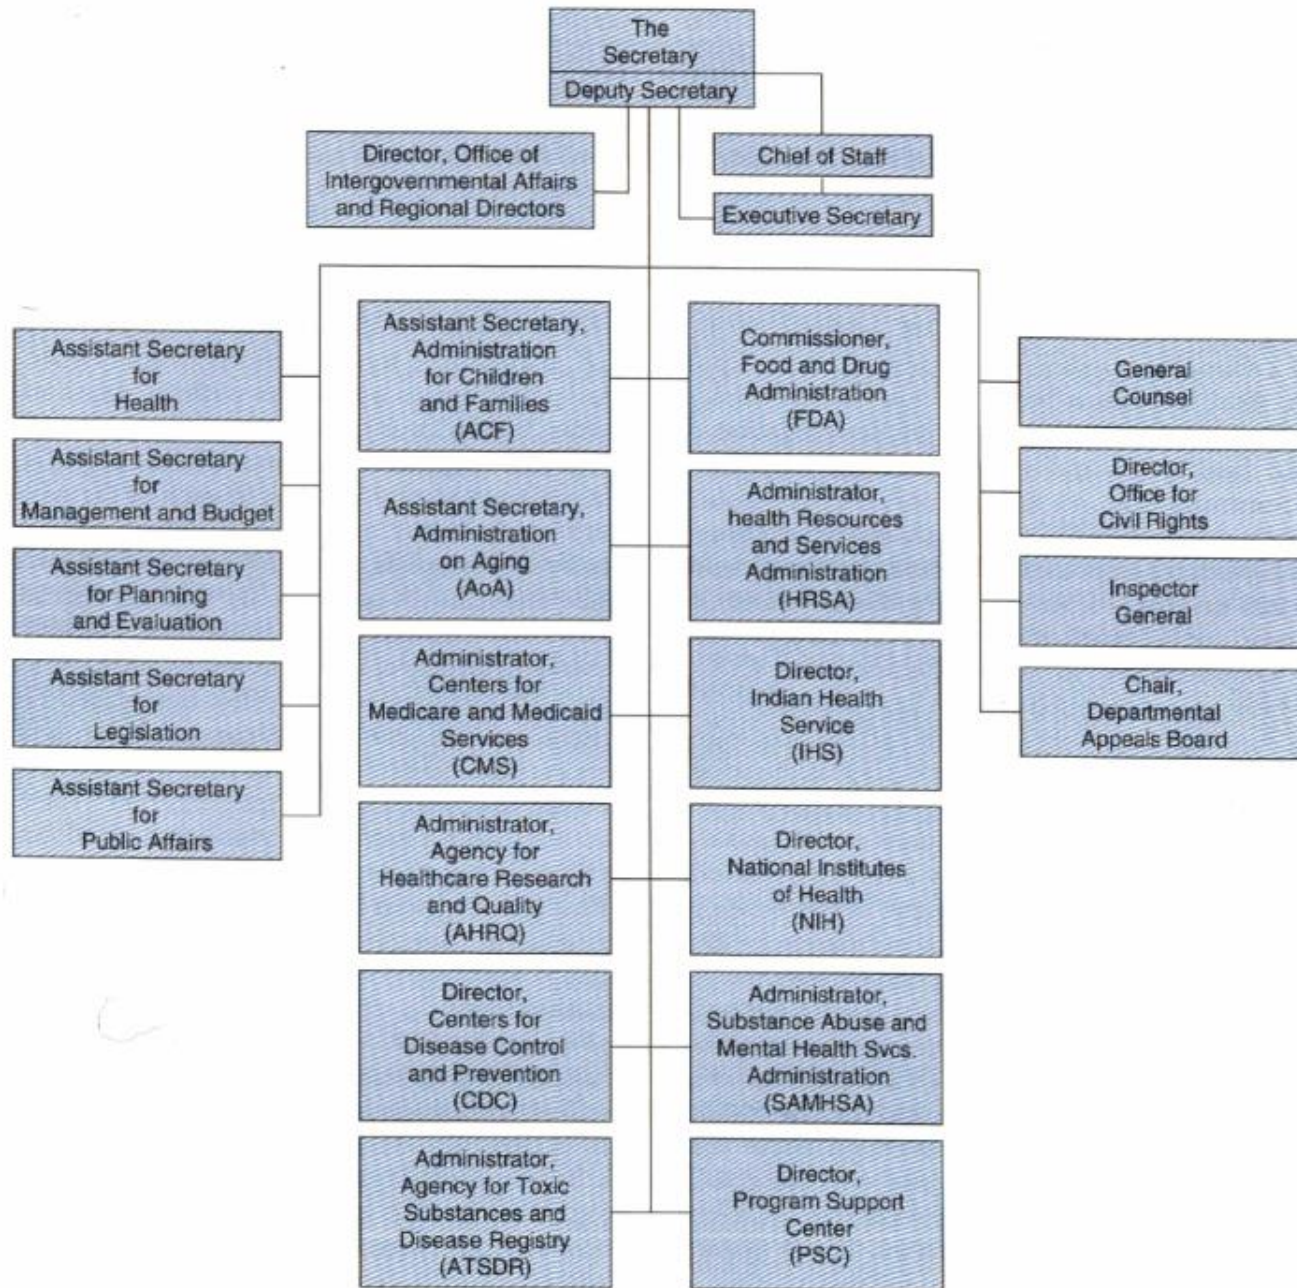 The
Secretary
Deputy Secretary
Director, Office of
Intergovernmental Affairs
and Regional Directors
Chief of Staff
Executive Secretary
Assistant Secretary
for
Health
Assistant Secretary
for
Management and Budget
Assistant Secretary
for Planning
and Evaluation
Assistant Secretary
for
Legislation
Assistant Secretary
for
Public Affairs
Assistant Secretary,
Administration
for Children
and Families
(ACF)
Assistant Secretary,
Administration
on Aging
(AoA)
Administrator,
Centers for
Medicare and Medicaid
Services
(CMS)
Administrator,
Agency for
Healthcare Research
and Quality
(AHRQ)
Director,
Centers for
Disease Control
and Prevention
(CDC)
Administrator,
Agency for Toxic
Substances and
Disease Registry
(ATSDR)
Commissioner,
Food and Drug
Administration
(FDA)
Administrator,
health Resources
and Services
Administration
(HRSA)
Director,
Indian Health
Service
(IHS)
Director,
National Institutes
of Health
(NIH)
Administrator,
Substance Abuse and
Mental Health Svcs.
Administration
(SAMHSA)
Director,
Program Support
Center
(PSC)
General
Counsel
Director,
Office for
Civil Rights
Inspector
General
Chair,
Departmental
Appeals Board